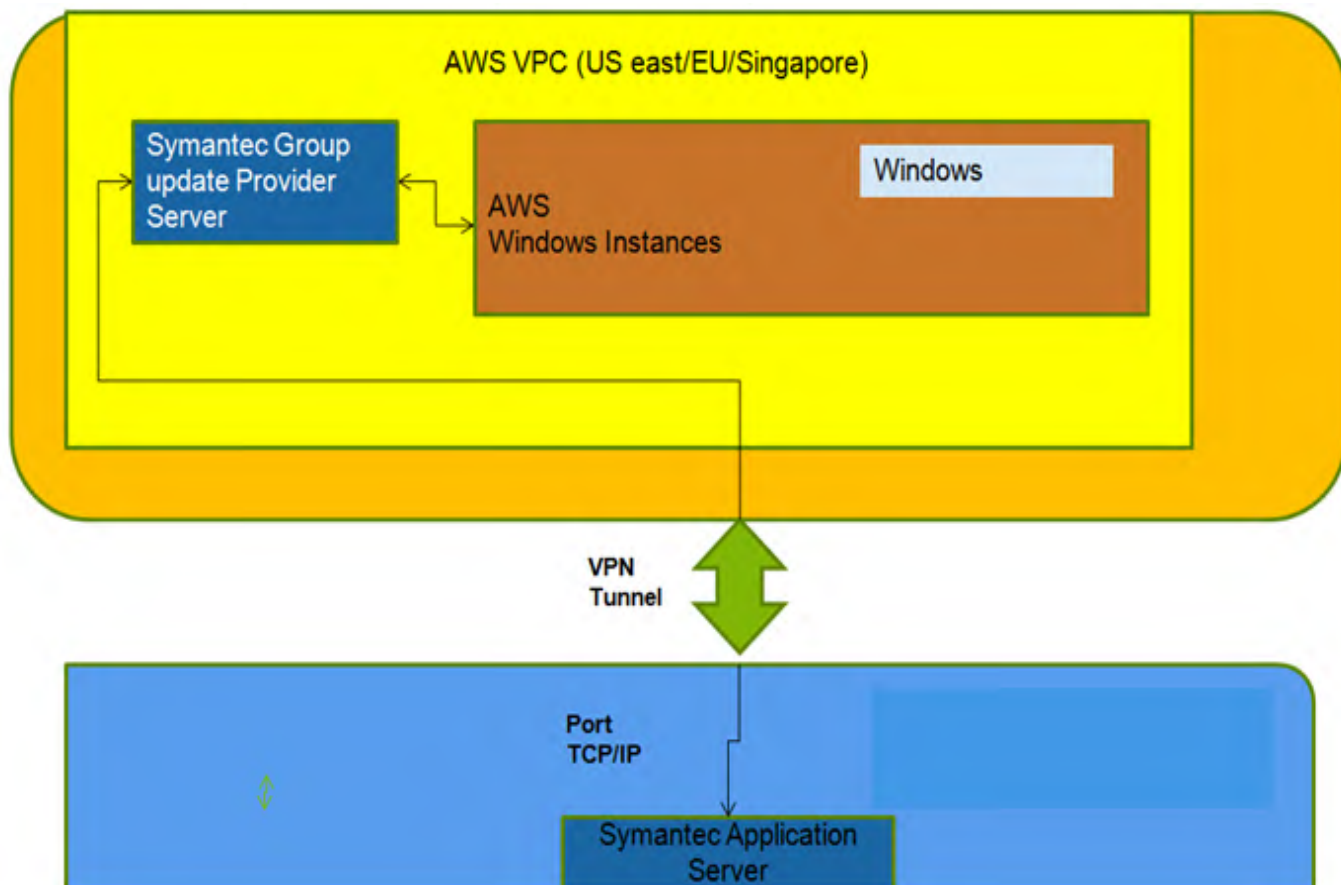 AWS VPC (US east/EU/Singapore)
Symantec Group
update Provider
Server
Windows
AWS
Windows Instances
VPN
Tunnel
Port
TCP/IP
Symantec Application
Server